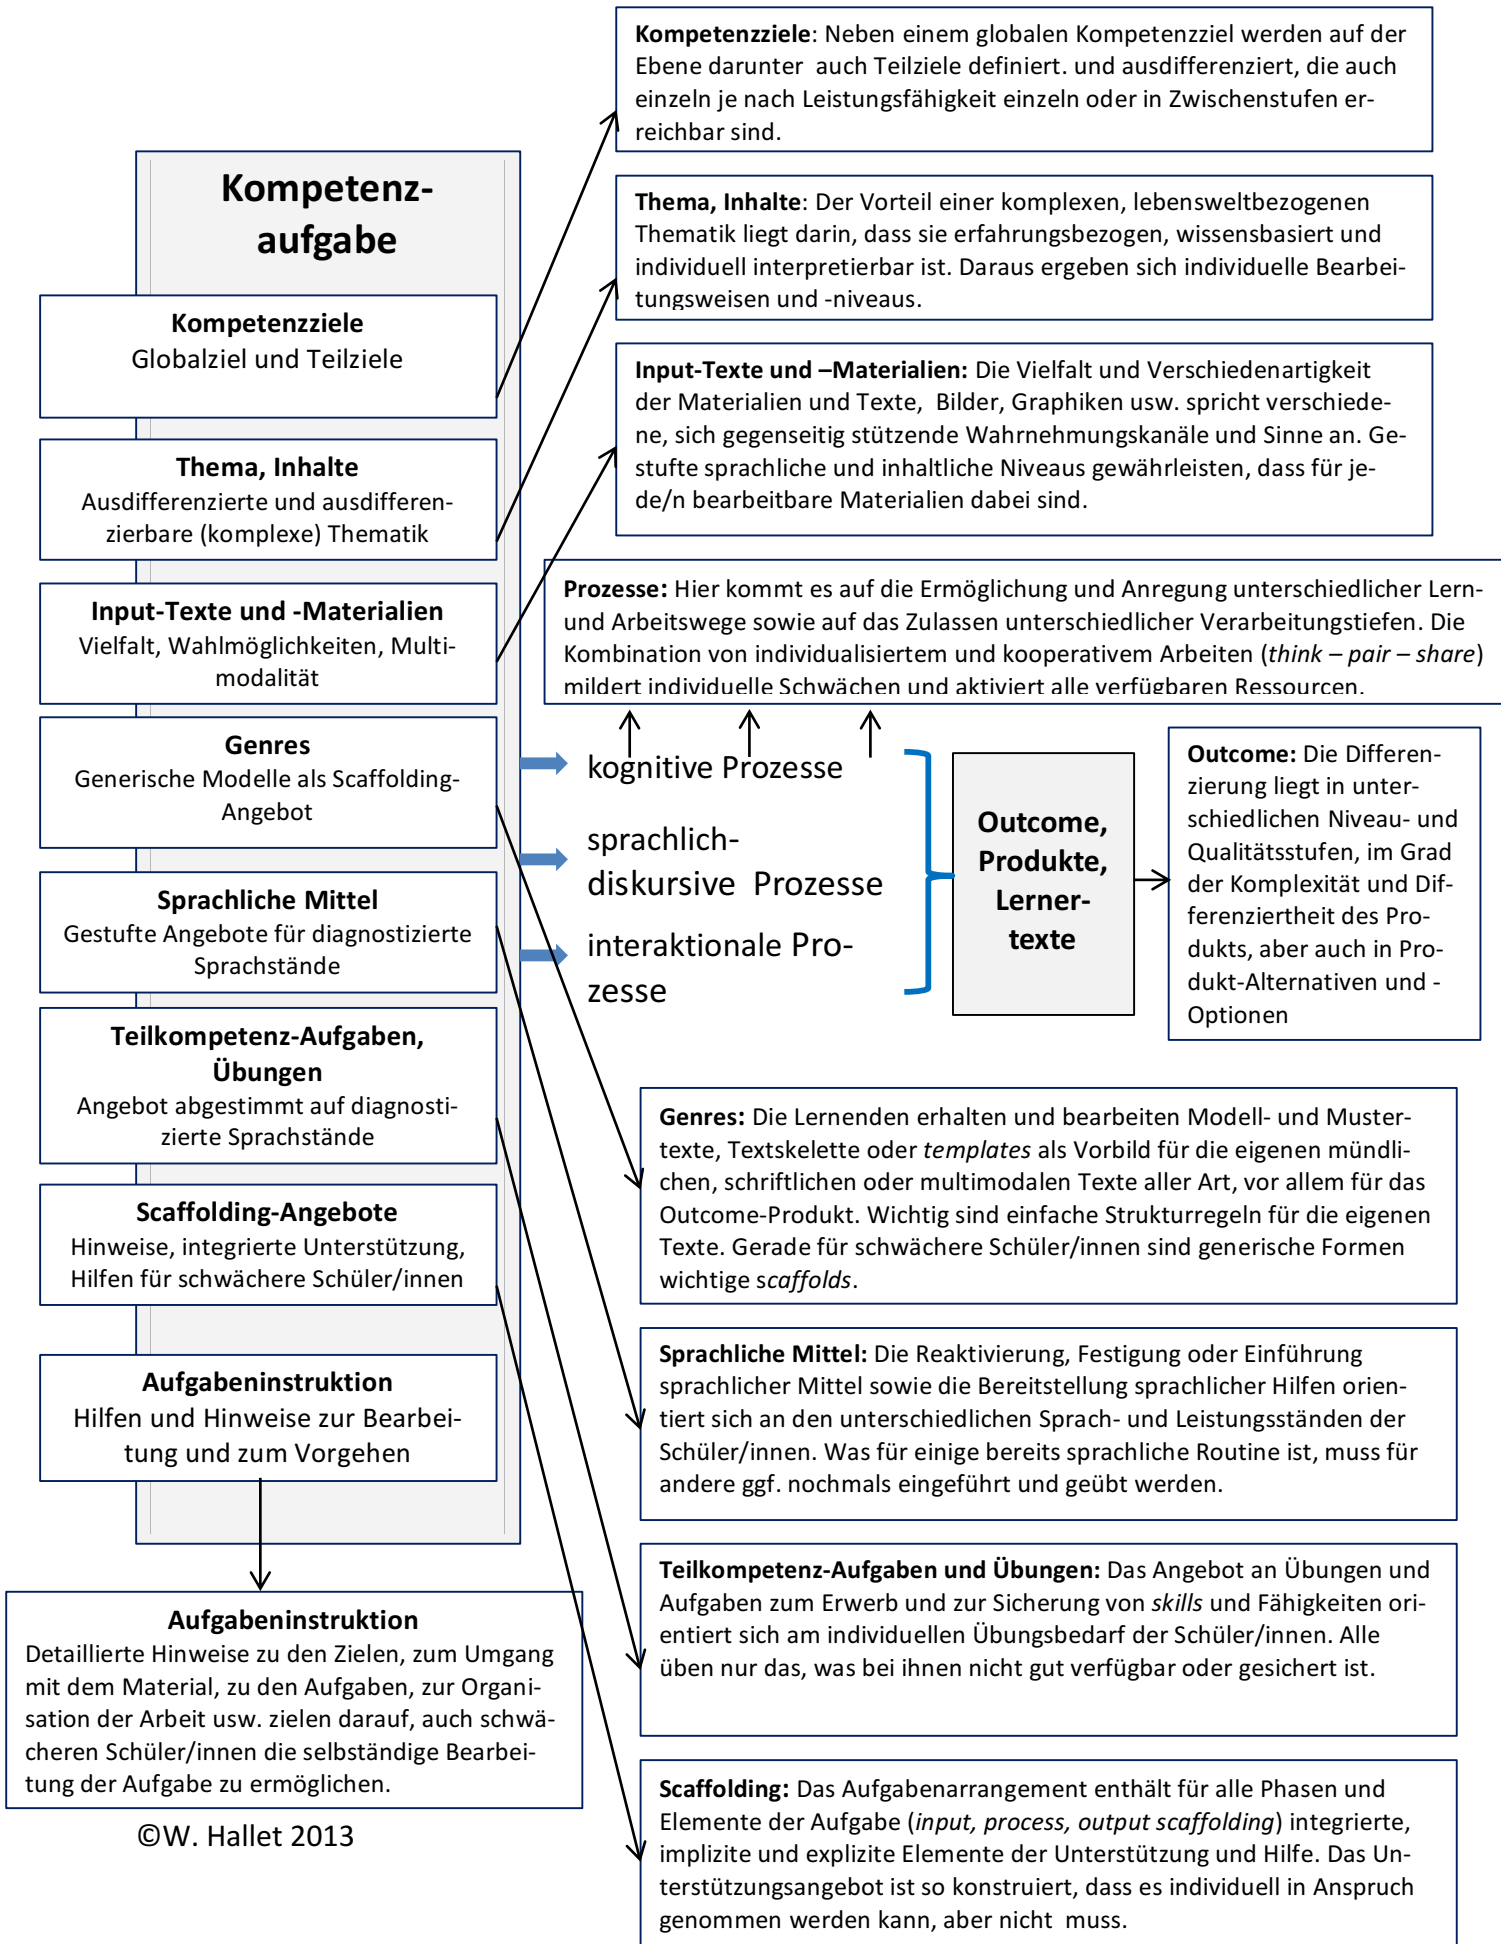 Kompetenz-
aufgabe
Kompetenzziele
Globalziel und Teilziele
Thema, Inhalte
Ausdifferenzierte und ausdifferen-
zierbare (komplexe) Thematik
Input-Texte und -Materialien
Vielfalt, Wahlmöglichkeiten, Multi-
modalität
Genres
Generische Modelle als Scaffolding-
Angebot
Sprachliche Mittel
Gestufte Angebote für diagnostizierte
Sprachstände
Teilkompetenz-Aufgaben,
Übungen
Angebot abgestimmt auf diagnosti-
zierte Sprachstände
Scaffolding-Angebote
Hinweise, integrierte Unterstützung,
Hilfen für schwächere Schüler/innen
Aufgabeninstruktion
Hilfen und Hinweise zur Bearbei-
tung und zum Vorgehen
Aufgabeninstruktion
Detaillierte Hinweise zu den Zielen, zum Umgang
mit dem Material, zu den Aufgaben, zur Organi-
sation der Arbeit usw. zielen darauf, auch schwä-
cheren Schüler/innen die selbständige Bearbei-
tung der Aufgabe zu ermöglichen.
©W. Hallet 2013
Kompetenzziele: Neben einem globalen Kompetenzziel werden auf der
Ebene darunter auch Teilziele definiert. und ausdifferenziert, die auch
einzeln je nach Leistungsfähigkeit einzeln oder in Zwischenstufen er-
reichbar sind.
Thema, Inhalte: Der Vorteil einer komplexen, lebensweltbezogenen
Thematik liegt darin, dass sie erfahrungsbezogen, wissensbasiert und
individuell interpretierbar ist. Daraus ergeben sich individuelle Bearbei-
tungsweisen und -niveaus.
Input-Texte und –Materialien: Die Vielfalt und Verschiedenartigkeit
der Materialien und Texte, Bilder, Graphiken usw. spricht verschiede-
ne, sich gegenseitig stützende Wahrnehmungskanäle und Sinne an. Ge-
stufte sprachliche und inhaltliche Niveaus gewährleisten, dass für je-
de/n bearbeitbare Materialien dabei sind.
Prozesse: Hier kommt es auf die Ermöglichung und Anregung unterschiedlicher Lern-
und Arbeitswege sowie auf das Zulassen unterschiedlicher Verarbeitungstiefen. Die
Kombination von individualisiertem und kooperativem Arbeiten (think – pair – share)
mildert individuelle Schwächen und aktiviert alle verfügbaren Ressourcen.
kognitive Prozesse
sprachlich-
diskursive Prozesse
interaktionale Pro-
zesse
Outcome,
Produkte,
Lerner-
texte
Outcome: Die Differen-
zierung liegt in unter-
schiedlichen Niveau- und
Qualitätsstufen, im Grad
der Komplexität und Dif-
ferenziertheit des Pro-
dukts, aber auch in Pro-
dukt-Alternativen und -
Optionen
Genres: Die Lernenden erhalten und bearbeiten Modell- und Muster-
texte, Textskelette oder templates als Vorbild für die eigenen mündli-
chen, schriftlichen oder multimodalen Texte aller Art, vor allem für das
Outcome-Produkt. Wichtig sind einfache Strukturregeln für die eigenen
Texte. Gerade für schwächere Schüler/innen sind generische Formen
wichtige scaffolds.
Sprachliche Mittel: Die Reaktivierung, Festigung oder Einführung
sprachlicher Mittel sowie die Bereitstellung sprachlicher Hilfen orien-
tiert sich an den unterschiedlichen Sprach- und Leistungsständen der
Schüler/innen. Was für einige bereits sprachliche Routine ist, muss für
andere ggf. nochmals eingeführt und geübt werden.
Teilkompetenz-Aufgaben und Übungen: Das Angebot an Übungen und
Aufgaben zum Erwerb und zur Sicherung von skills und Fähigkeiten ori-
entiert sich am individuellen Übungsbedarf der Schüler/innen. Alle
üben nur das, was bei ihnen nicht gut verfügbar oder gesichert ist.
Scaffolding: Das Aufgabenarrangement enthält für alle Phasen und
Elemente der Aufgabe (input, process, output scaffolding) integrierte,
implizite und explizite Elemente der Unterstützung und Hilfe. Das Un-
terstützungsangebot ist so konstruiert, dass es individuell in Anspruch
genommen werden kann, aber nicht muss.